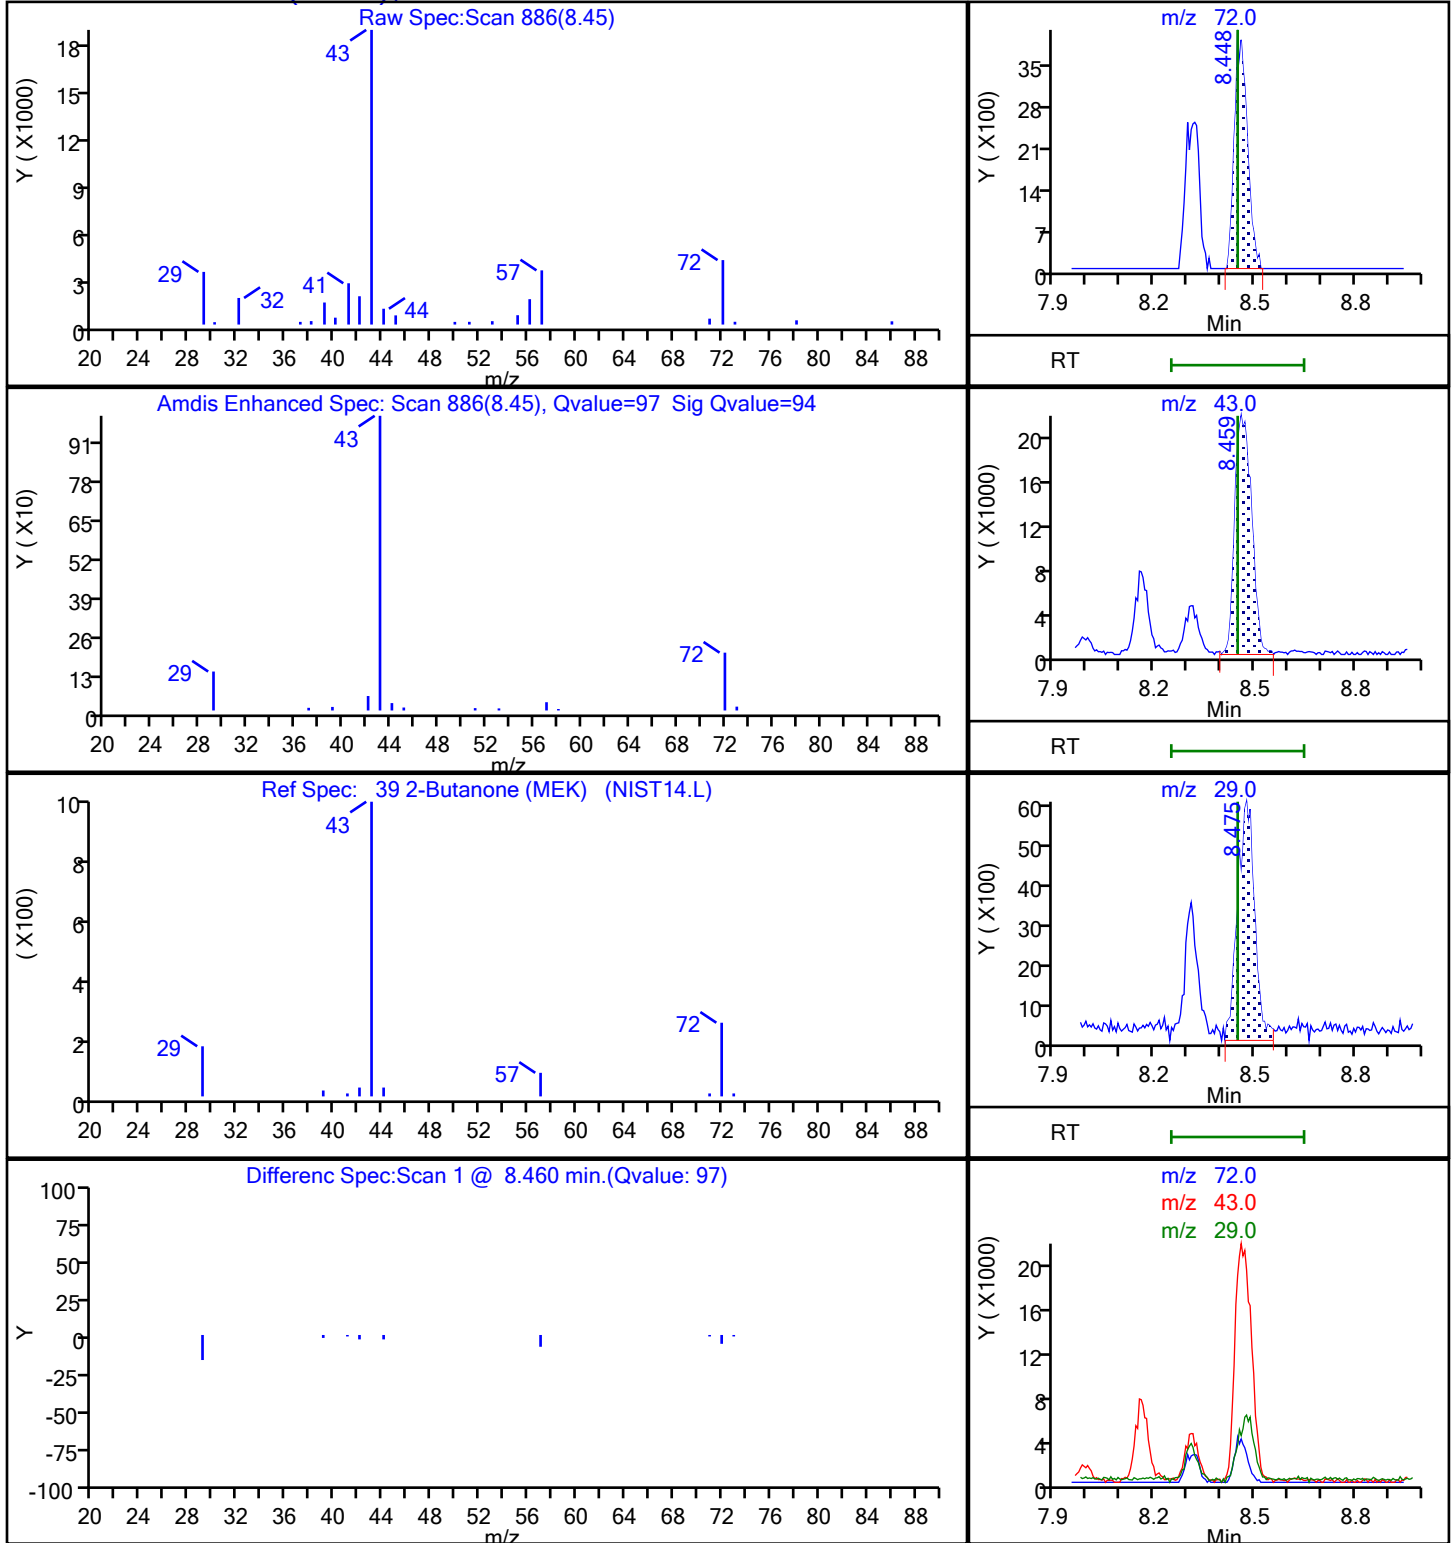 Raw Spec:Scan 886(8.45)
Y ( X1000)
18
15
12
9
6
3
0
43
29
32
41
44
57
72
20 24 28 32 36 40 44 48 52 56 60 64 68 72 76 80 84 88
m/z
m/z 72.0
Y ( X100)
35
28
21
14
7
0
8.448
7.9 8.2 8.5 8.8
Min
RT
Amdis Enhanced Spec: Scan 886(8.45), Qvalue=97 Sig Qvalue=94
Y ( X10)
91
78
65
52
39
26
13
0
43
29
72
20 24 28 32 36 40 44 48 52 56 60 64 68 72 76 80 84 88
m/z
m/z 43.0
Y ( X1000)
20
16
12
8
4
0
8.459
7.9 8.2 8.5 8.8
Min
RT
Ref Spec: 39 2-Butanone (MEK) (NIST14.L)
( X100)
10
8
6
4
2
0
43
29
57
72
20 24 28 32 36 40 44 48 52 56 60 64 68 72 76 80 84 88
m/z 29.0
Y ( X100)
60
50
40
30
20
10
0
8.475
7.9 8.2 8.5 8.8
Min
RT
Differenc Spec:Scan 1 @ 8.460 min.(Qvalue: 97)
Y
100
75
50
25
0
-25
-50
-75
-100
20 24 28 32 36 40 44 48 52 56 60 64 68 72 76 80 84 88
m/z
m/z 72.0
m/z 43.0
m/z 29.0
Y ( X1000)
20
16
12
8
4
0
7.9 8.2 8.5 8.8
Min